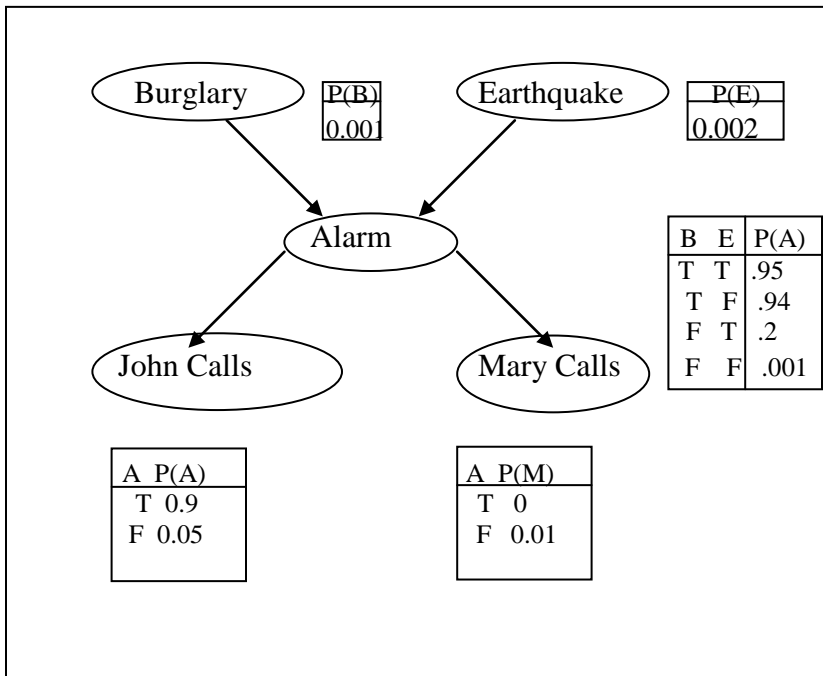 Burglary
P(B)
0.001
Earthquake
P(E)
0.002
Alarm
B E P(A)
T T .95
T F .94
F T .2
F F .001
John Calls
Mary Calls
A P(A)
T 0.9
F 0.05
A P(M)
T 0
F 0.01